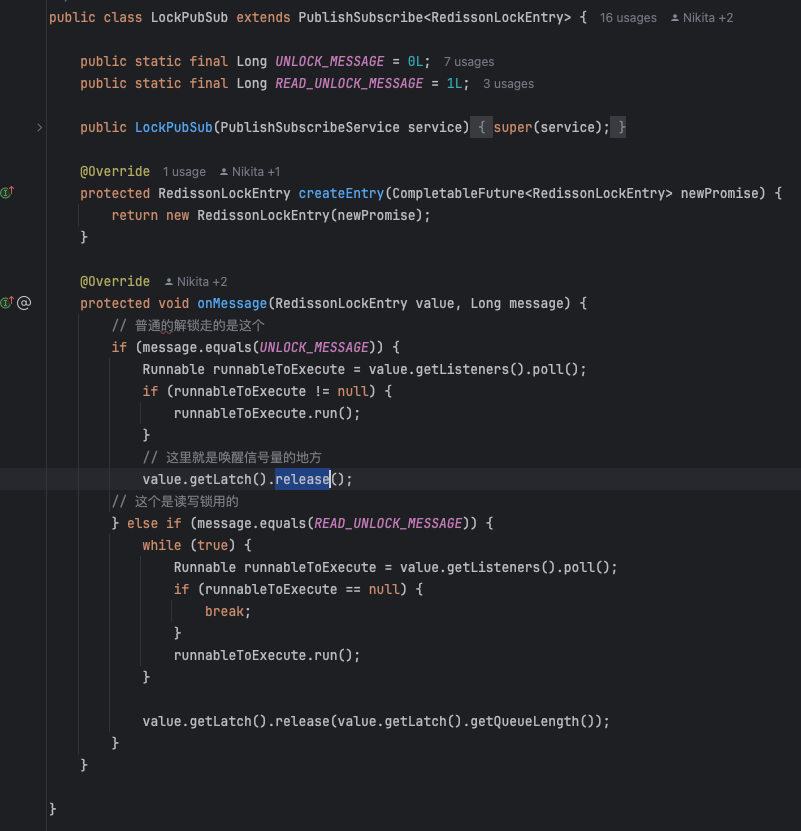 public class LockPubSub extends PublishSubscribe<RedissonLockEntry> { 16 usages Nikita +2
public static final Long UNLOCK_MESSAGE = 0L; 7 usages
public static final Long READ_UNLOCK_MESSAGE = 1L; 3 usages
public LockPubSub(PublishSubscribeService service) { super(service); }
@Override 1 usage Nikita +1
protected RedissonLockEntry createEntry(CompletableFuture<RedissonLockEntry> newPromise) {
return new RedissonLockEntry(newPromise);
}
@Override Nikita +2
protected void onMessage(RedissonLockEntry value, Long message) {
// 普通的解锁走的是这个
if (message.equals(UNLOCK_MESSAGE)) {
Runnable runnableToExecute = value.getListeners().poll();
if (runnableToExecute != null) {
runnableToExecute.run();
}
// 这里就是唤醒信号量的地方
value.getLatch().release();
// 这个是读写锁用的
} else if (message.equals(READ_UNLOCK_MESSAGE)) {
while (true) {
Runnable runnableToExecute = value.getListeners().poll();
if (runnableToExecute == null) {
break;
}
runnableToExecute.run();
}
value.getLatch().release(value.getLatch().getQueueLength());
}
}
}